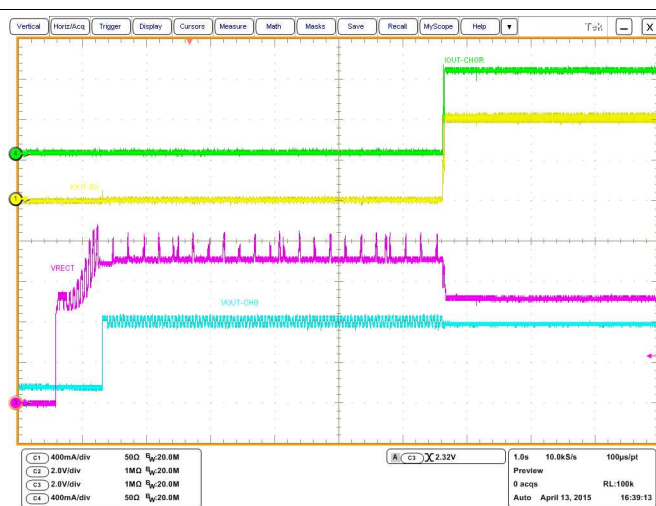 Vertical Horiz/Acq Trigger Display Cursors Measure Math Masks Save Recall MyScope Help Tek X
IOUT-CHGR
4
1
VRECT
VOUT-CHG
3
C1 400mA/div 50Ω BW:20.0M
C2 2.0V/div 1MΩ BW:20.0M
C3 2.0V/div 1MΩ BW:20.0M
C4 400mA/div 50Ω BW:20.0M
A C3 2.32V
1.0s 10.0kS/s 100µs/pt
Preview
0 acqs RL:100k
Auto April 13, 2015 16:39:13